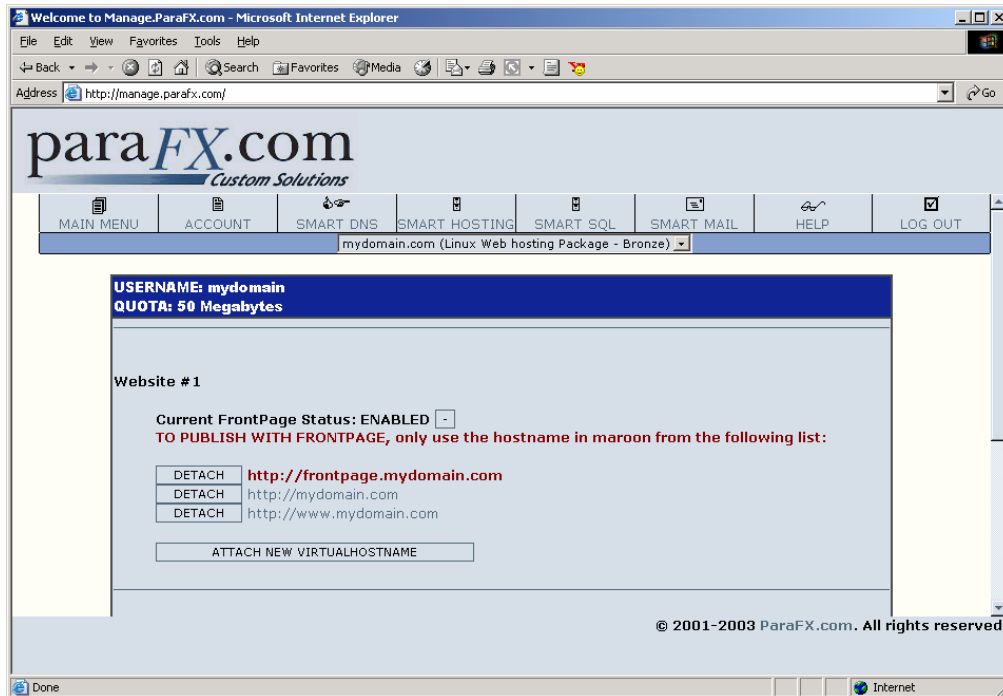 Welcome to Manage.ParaFX.com - Microsoft Internet Explorer
File Edit View Favorites Tools Help
Back Search Favorites Media
Address http://manage.parafx.com/ Go
paraFX.com
Custom Solutions
MAIN MENU ACCOUNT SMART DNS SMART HOSTING SMART SQL SMART MAIL HELP LOG OUT
mydomain.com (Linux Web hosting Package - Bronze)
USERNAME: mydomain
QUOTA: 50 Megabytes
Website #1
Current FrontPage Status: ENABLED -
TO PUBLISH WITH FRONTPAGE, only use the hostname in maroon from the following list:
DETACH http://frontpage.mydomain.com
DETACH http://mydomain.com
DETACH http://www.mydomain.com
ATTACH NEW VIRTUALHOSTNAME
© 2001-2003 ParaFX.com. All rights reserved
Done Internet